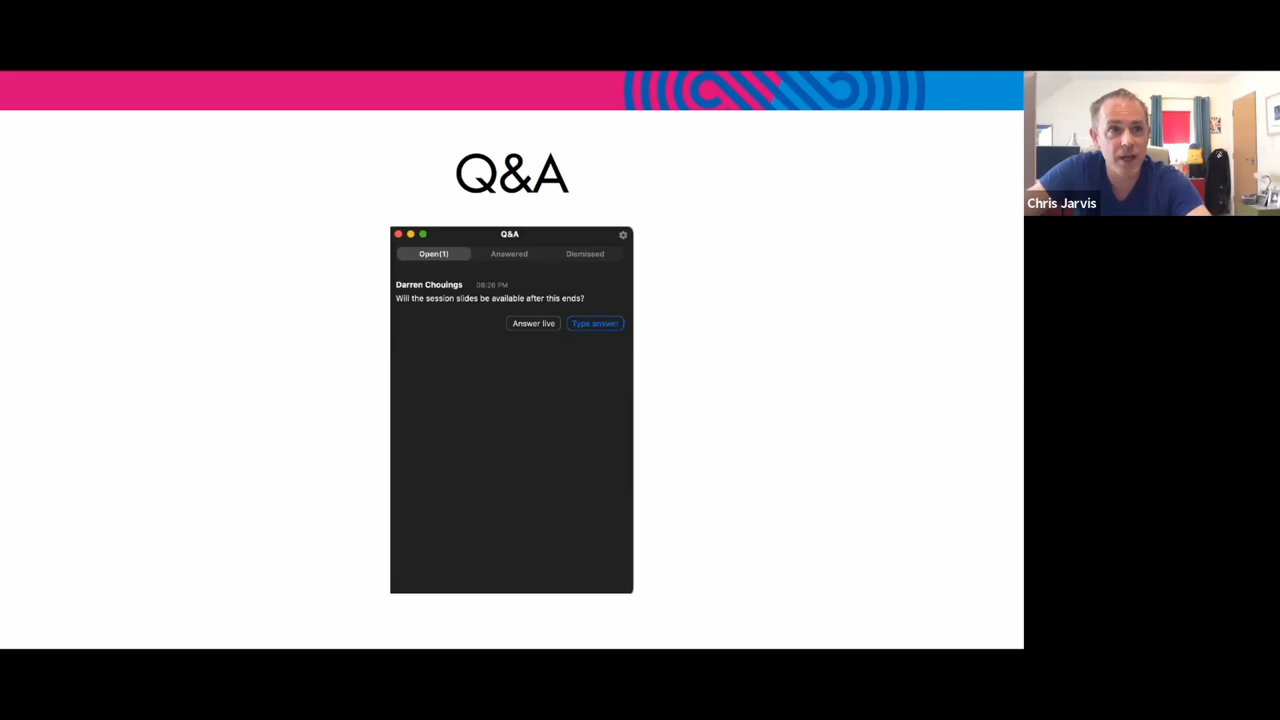 Q&A
Q&A
Open(1) Answered Dismissed
Darren Chouings 08:26 PM
Will the session slides be available after this ends?
Answer live Type answer
Chris Jarvis